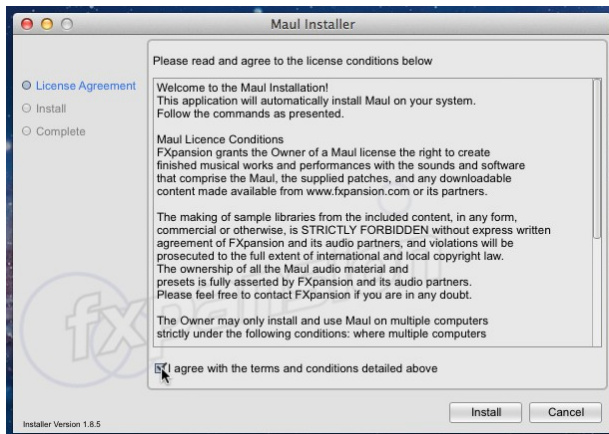 Maul Installer
Please read and agree to the license conditions below
License Agreement
Install
Complete
Welcome to the Maul Installation!
This application will automatically install Maul on your system.
Follow the commands as presented.
Maul Licence Conditions
FXpansion grants the Owner of a Maul license the right to create
finished musical works and performances with the sounds and software
that comprise the Maul, the supplied patches, and any downloadable
content made available from www.fxpansion.com or its partners.
The making of sample libraries from the included content, in any form,
commercial or otherwise, is STRICTLY FORBIDDEN without express written
agreement of FXpansion and its audio partners, and violations will be
prosecuted to the full extent of international and local copyright law.
The ownership of all the Maul audio material and
presets is fully asserted by FXpansion and its audio partners.
Please feel free to contact FXpansion if you are in any doubt.
The Owner may only install and use Maul on multiple computers
strictly under the following conditions: where multiple computers
fxpansion
I agree with the terms and conditions detailed above
Install
Cancel
Installer Version 1.8.5